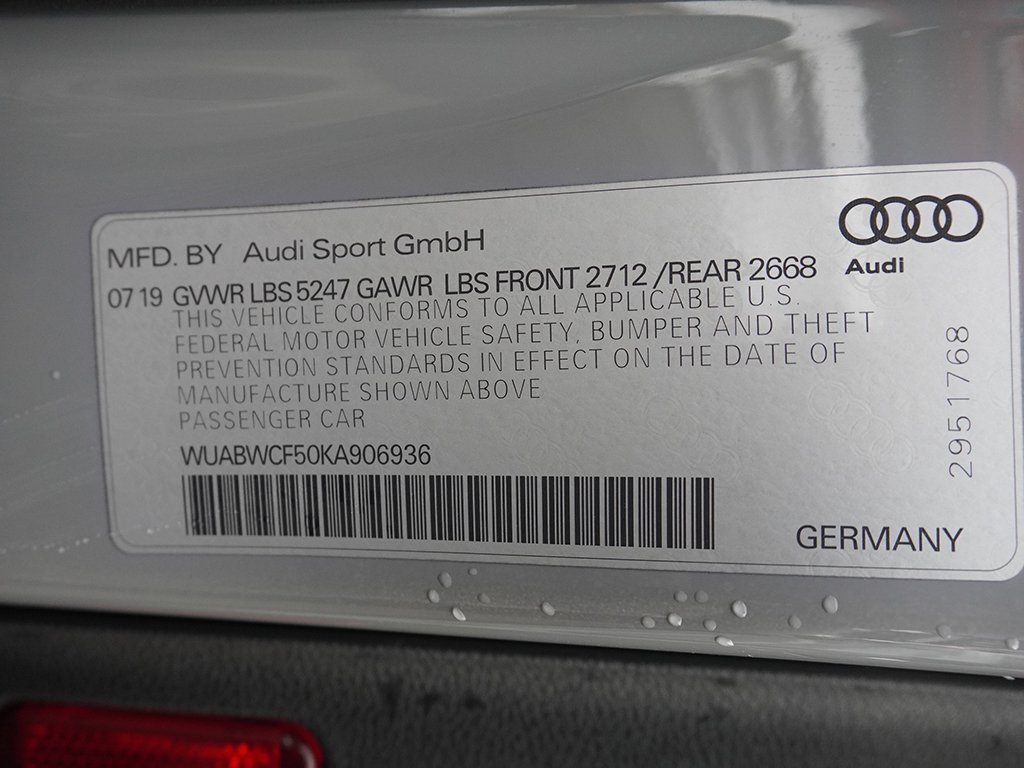 MFD. BY Audi Sport GmbH
Audi
07 19 GVWR LBS 5247 GAWR LBS FRONT 2712 /REAR 2668
THIS VEHICLE CONFORMS TO ALL APPLICABLE U.S.
FEDERAL MOTOR VEHICLE SAFETY, BUMPER AND THEFT
PREVENTION STANDARDS IN EFFECT ON THE DATE OF
MANUFACTURE SHOWN ABOVE
PASSENGER CAR
WUABWCF50KA906936
2951768
GERMANY